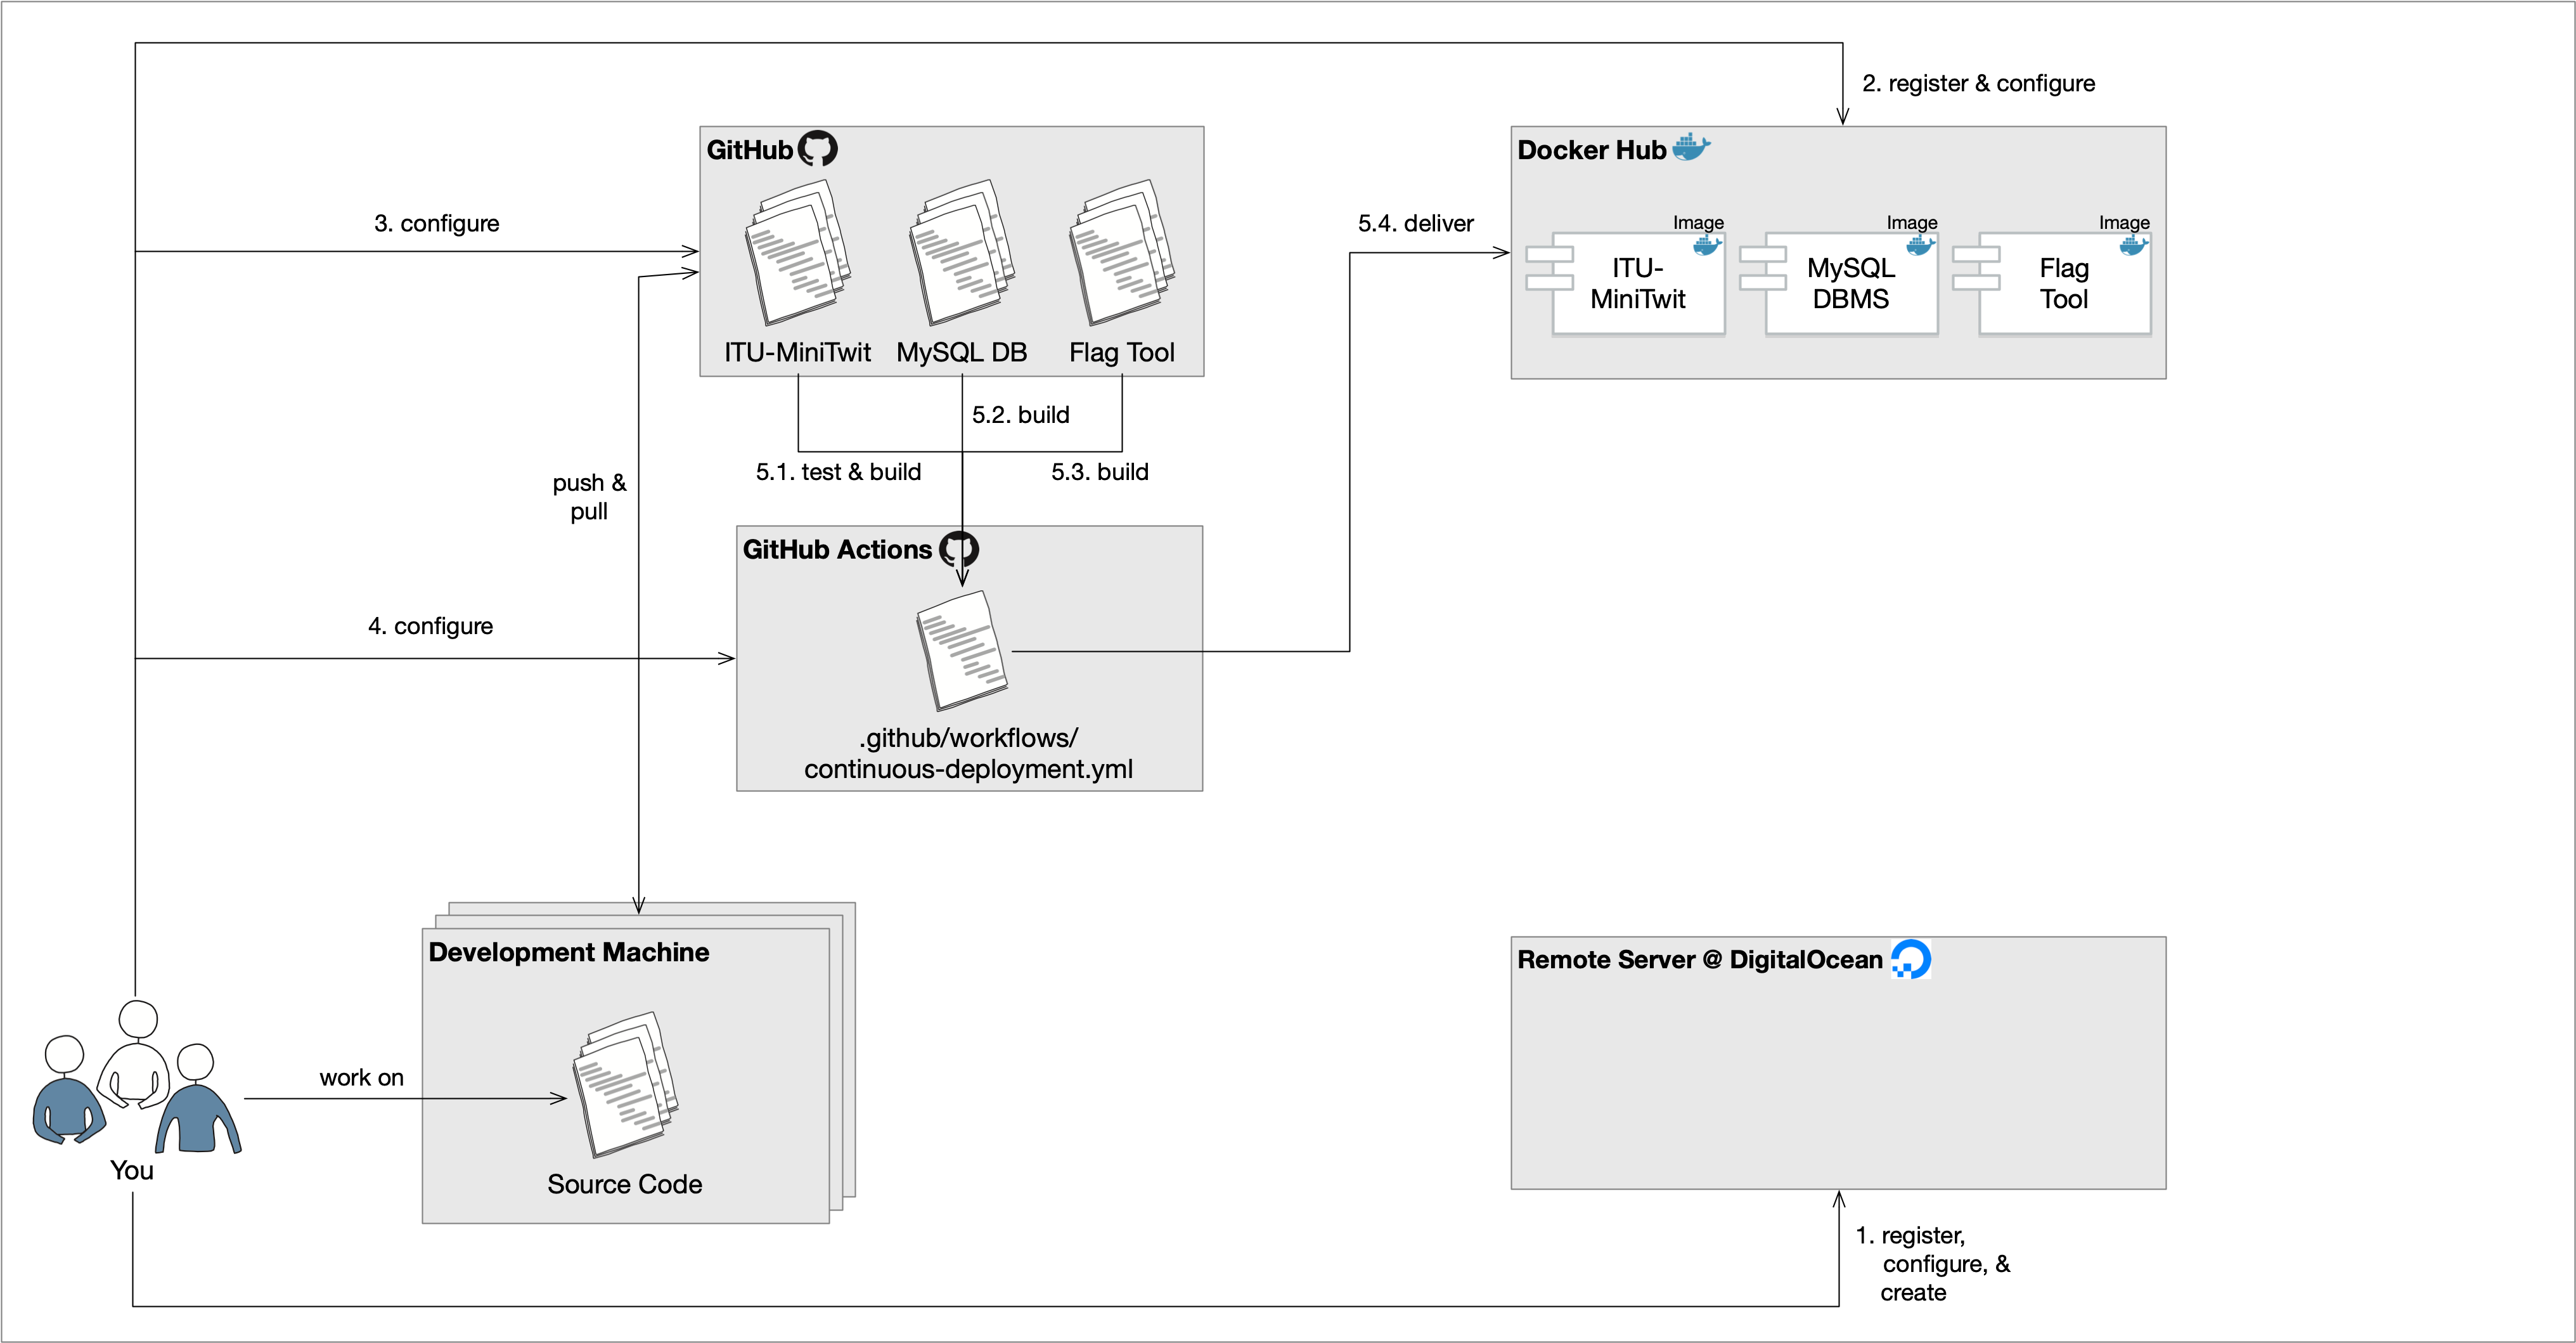 2. register & configure
GitHub
Docker Hub
3. configure
5.4. deliver
Image
Image
Image
ITU-
MiniTwit
MySQL
DBMS
Flag
Tool
ITU-MiniTwit
MySQL DB
Flag Tool
5.2. build
5.1. test & build
5.3. build
push &
pull
GitHub Actions
4. configure
.github/workflows/
continuous-deployment.yml
Development Machine
Remote Server @ DigitalOcean
work on
You
Source Code
1. register,
configure, &
create